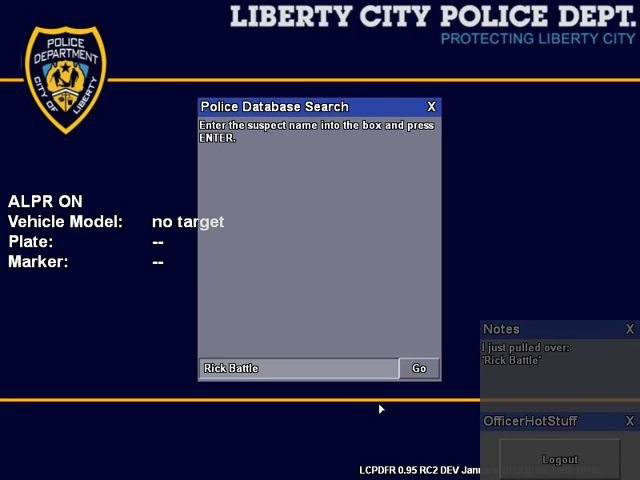 LIBERTY CITY POLICE DEPT.
PROTECTING LIBERTY CITY
POLICE
DEPARTMENT
CITY OF LIBERTY
Police Database Search X
Enter the suspect name into the box and press
ENTER.
ALPR ON
Vehicle Model: no target
Plate: --
Marker: --
Notes X
I just pulled over:
'Rick Battle'
Rick Battle Go
OfficerHotStuff X
Logout
LCPDFR 0.95 RC2 DEV